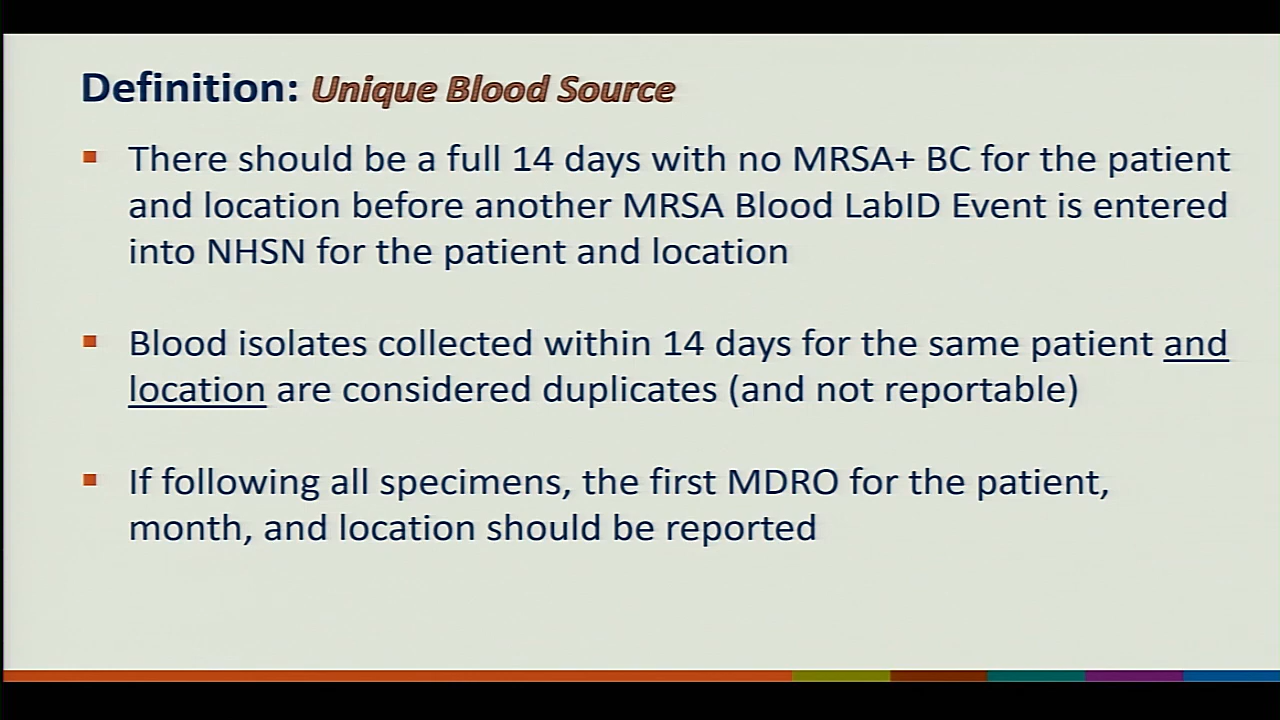 Definition: Unique Blood Source
There should be a full 14 days with no MRSA+ BC for the patient
and location before another MRSA Blood LabID Event is entered
into NHSN for the patient and location
Blood isolates collected within 14 days for the same patient and
location are considered duplicates (and not reportable)
If following all specimens, the first MDRO for the patient,
month, and location should be reported